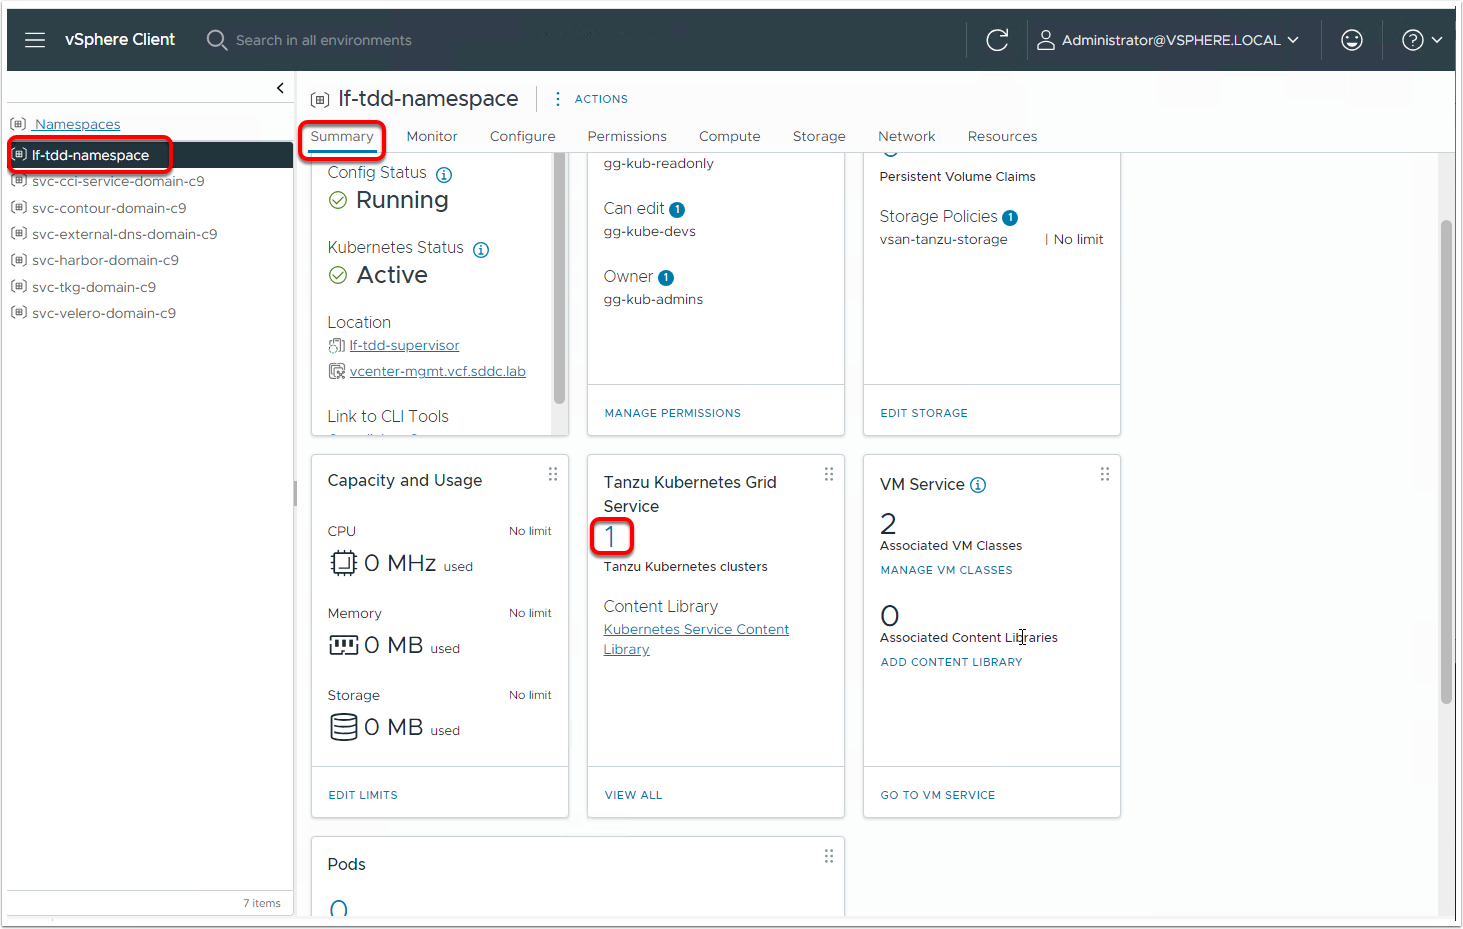 vSphere Client
Search in all environments
Administrator@VSPHERE.LOCAL
Namespaces
lf-tdd-namespace
svc-cci-service-domain-c9
svc-contour-domain-c9
svc-external-dns-domain-c9
svc-harbor-domain-c9
svc-tkg-domain-c9
svc-velero-domain-c9
7 items
lf-tdd-namespace
ACTIONS
Summary Monitor Configure Permissions Compute Storage Network Resources
Config Status
Running
Kubernetes Status
Active
Location
lf-tdd-supervisor
vcenter-mgmt.vcf.sddc.lab
Link to CLI Tools
gg-kub-readonly
Can edit 1
gg-kube-devs
Owner 1
gg-kub-admins
MANAGE PERMISSIONS
Persistent Volume Claims
Storage Policies 1
vsan-tanzu-storage | No limit
EDIT STORAGE
Capacity and Usage
CPU No limit
0 MHz used
Memory No limit
0 MB used
Storage No limit
0 MB used
EDIT LIMITS
Tanzu Kubernetes Grid
Service
1
Tanzu Kubernetes clusters
Content Library
Kubernetes Service Content
Library
VIEW ALL
VM Service
2
Associated VM Classes
MANAGE VM CLASSES
0
Associated Content Libraries
ADD CONTENT LIBRARY
GO TO VM SERVICE
Pods
0